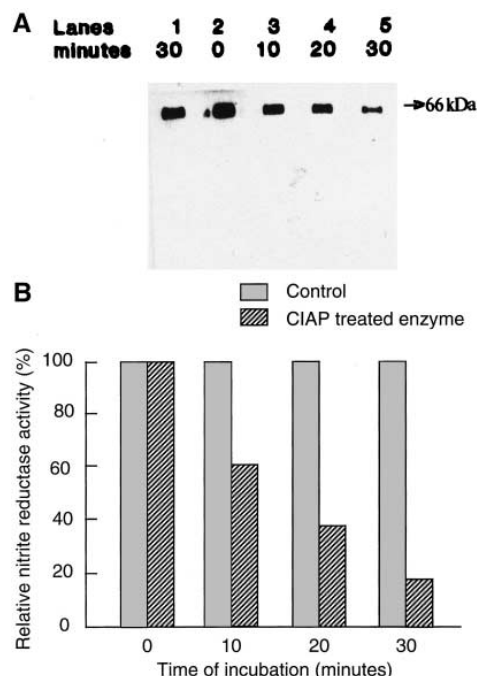 A Lanes 1 2 3 4 5
minutes 30 0 10 20 30
→66 kDa
B
Control
CIAP treated enzyme
Relative nitrite reductase activity (%)
100
80
60
40
20
0
0 10 20 30
Time of incubation (minutes)